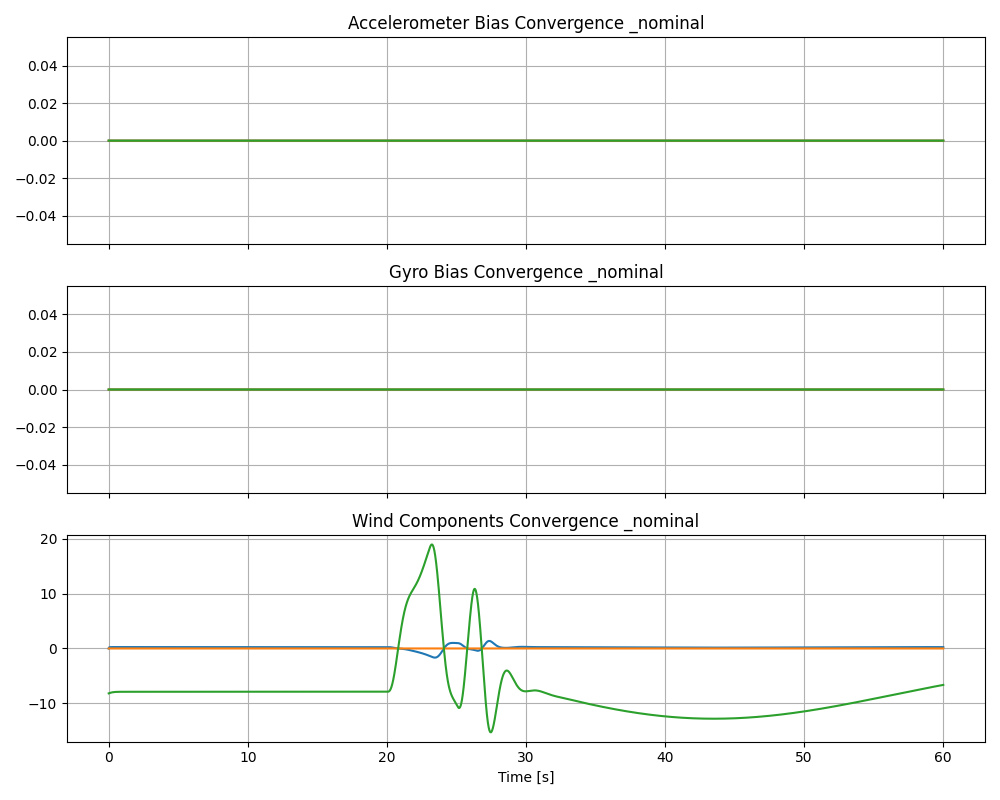 Accelerometer Bias Convergence _nominal
0.04
0.02
0.00
−0.02
−0.04
Gyro Bias Convergence _nominal
0.04
0.02
0.00
−0.02
−0.04
Wind Components Convergence _nominal
20
10
0
−10
0 10 20 30 40 50 60
Time [s]